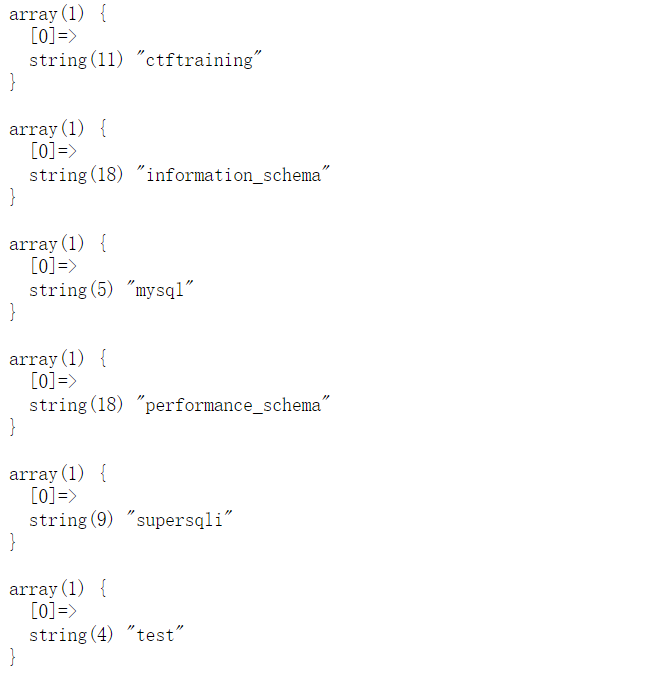 array(1) {
  [0]=>
  string(11) "ctftraining"
}
array(1) {
  [0]=>
  string(18) "information_schema"
}
array(1) {
  [0]=>
  string(5) "mysql"
}
array(1) {
  [0]=>
  string(18) "performance_schema"
}
array(1) {
  [0]=>
  string(9) "supersqli"
}
array(1) {
  [0]=>
  string(4) "test"
}